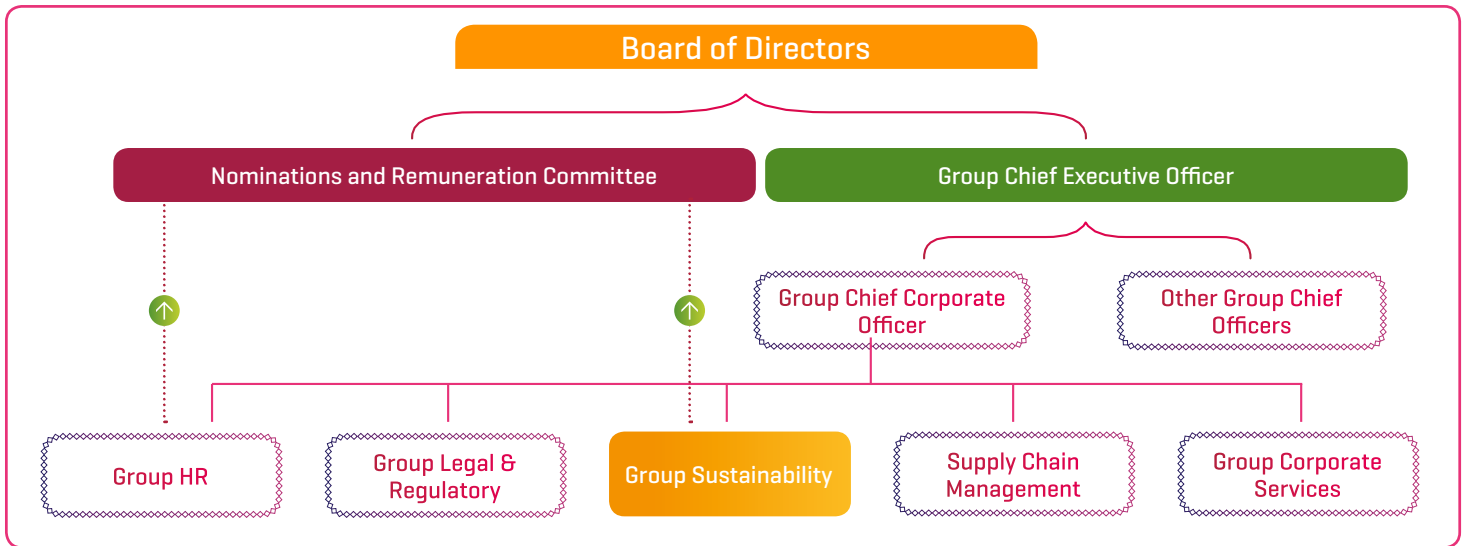 Board of Directors
Nominations and Remuneration Committee
Group Chief Executive Officer
Group Chief Corporate
Officer
Other Group Chief
Officers
Group HR
Group Legal &
Regulatory
Group Sustainability
Supply Chain
Management
Group Corporate
Services